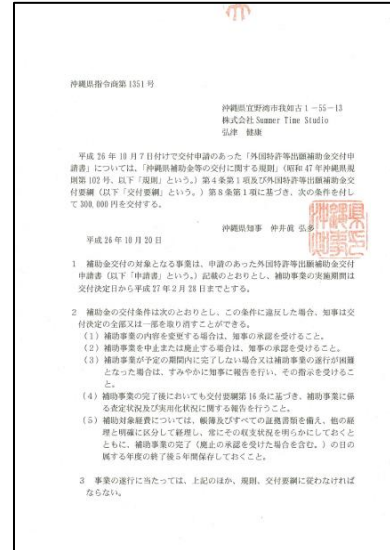 沖縄県指令商第1351号
沖縄県宜野湾市我如古1-55-13
株式会社 Summer Time Studio
弘津 健康
平成26年10月7日付けで交付申請のあった「外国特許等出願補助金交付申
請書」については、「沖縄県補助金等の交付に関する規則」（昭和47年沖縄県規
則第102号、以下「規則」という。）第4条第1項及び外国特許等出願補助金交
付要綱（以下「交付要綱」という。）第8条第1項に基づき、次の条件を付し
て300,000円を交付する。
沖縄県知事 仲井眞 弘多
平成26年10月20日
1 補助金交付の対象となる事業は、申請のあった外国特許等出願補助金交付
申請書（以下「申請書」という。）記載のとおりとし、補助事業の実施期間は
交付決定日から平成27年2月28日までとする。
2 補助金の交付条件は次のとおりとし、この条件に違反した場合、知事は交
付決定の全部又は一部を取り消すことができる。
（1）補助事業の内容を変更する場合は、知事の承認を受けること。
（2）補助事業を中止または廃止する場合は、知事の承認を受けること。
（3）補助事業が予定の期間内に完了しない場合又は補助事業の遂行が困難
となった場合は、すみやかに知事に報告を行い、その指示を受けるこ
と。
（4）補助事業の完了後においても交付要綱第16条に基づき、補助事業に係
る査定状況及び実用化状況に関する報告を行うこと。
（5）補助対象経費については、帳簿及びすべての証拠書類を備え、他の経
理と明確に区分して経理し、常にその収支状況を明らかにしておくと
ともに、補助事業の完了（廃止の承認を受けた場合を含む。）の日の
属する年度の終了後5年間保存しておくこと。
3 事業の遂行に当たっては、上記のほか、規則、交付要綱に従わなければ
ならない。